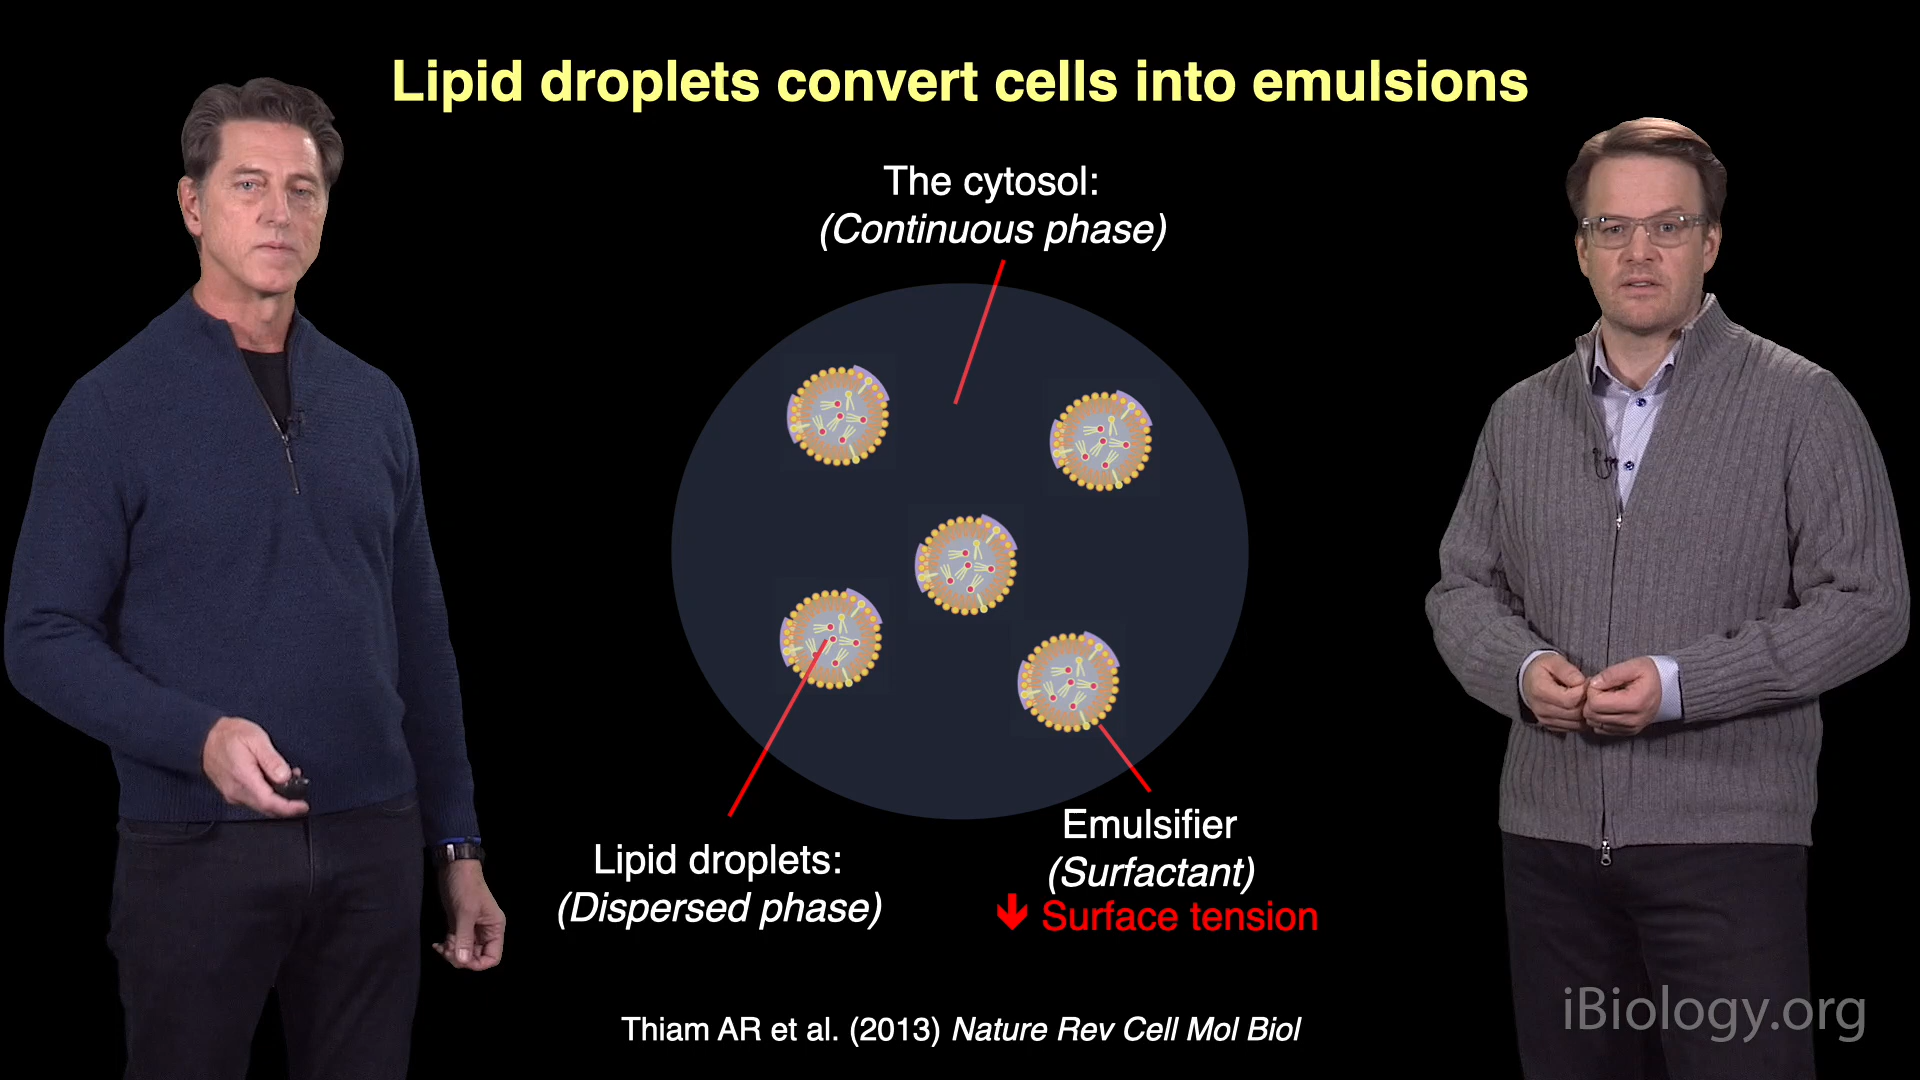 Lipid droplets convert cells into emulsions
The cytosol:
(Continuous phase)
Lipid droplets:
(Dispersed phase)
Emulsifier
(Surfactant)
Surface tension
Thiam AR et al. (2013) Nature Rev Cell Mol Biol
iBiology.org